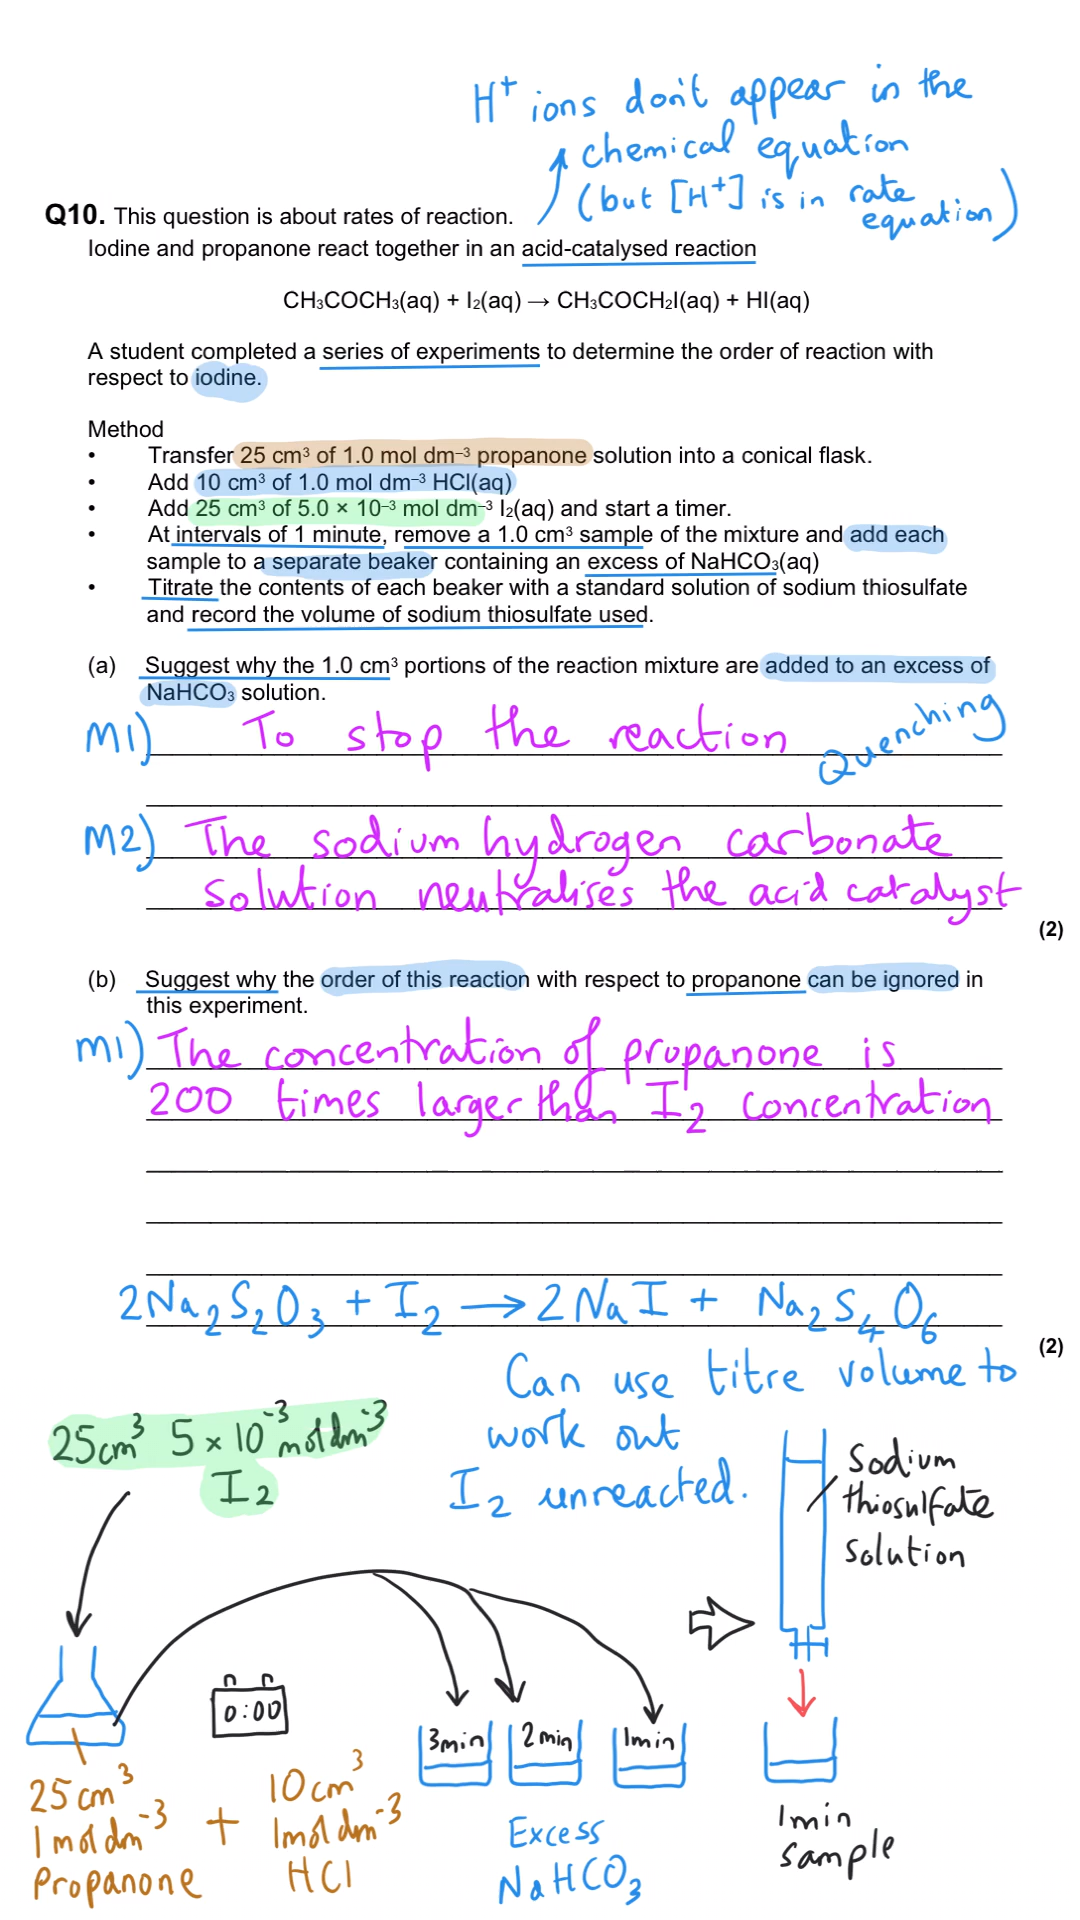 H⁺ ions don't appear in the
chemical equation
(but [H⁺] is in rate
equation)
Q10. This question is about rates of reaction.
Iodine and propanone react together in an acid-catalysed reaction
CH₃COCH₃(aq) + I₂(aq) → CH₃COCH₂I(aq) + HI(aq)
A student completed a series of experiments to determine the order of reaction with
respect to iodine.
Method
• Transfer 25 cm³ of 1.0 mol dm⁻³ propanone solution into a conical flask.
• Add 10 cm³ of 1.0 mol dm⁻³ HCl(aq)
• Add 25 cm³ of 5.0 × 10⁻³ mol dm⁻³ I₂(aq) and start a timer.
• At intervals of 1 minute, remove a 1.0 cm³ sample of the mixture and add each
sample to a separate beaker containing an excess of NaHCO₃(aq)
• Titrate the contents of each beaker with a standard solution of sodium thiosulfate
and record the volume of sodium thiosulfate used.
(a) Suggest why the 1.0 cm³ portions of the reaction mixture are added to an excess of
NaHCO₃ solution.
M1) To stop the reaction Quenching
M2) The sodium hydrogen carbonate
solution neutralises the acid catalyst
(2)
(b) Suggest why the order of this reaction with respect to propanone can be ignored in
this experiment.
M1) The concentration of propanone is
200 times larger than I₂ concentration
2Na₂S₂O₃ + I₂ → 2NaI + Na₂S₄O₆
(2)
Can use titre volume to
work out
I₂ unreacted.
25cm³ 5 × 10⁻³ moldm⁻³
I₂
Sodium
thiosulfate
solution
0:00
3min 2min 1min
25cm³
1moldm⁻³
Propanone
+
10cm³
1moldm⁻³
HCl
Excess
NaHCO₃
1min
sample